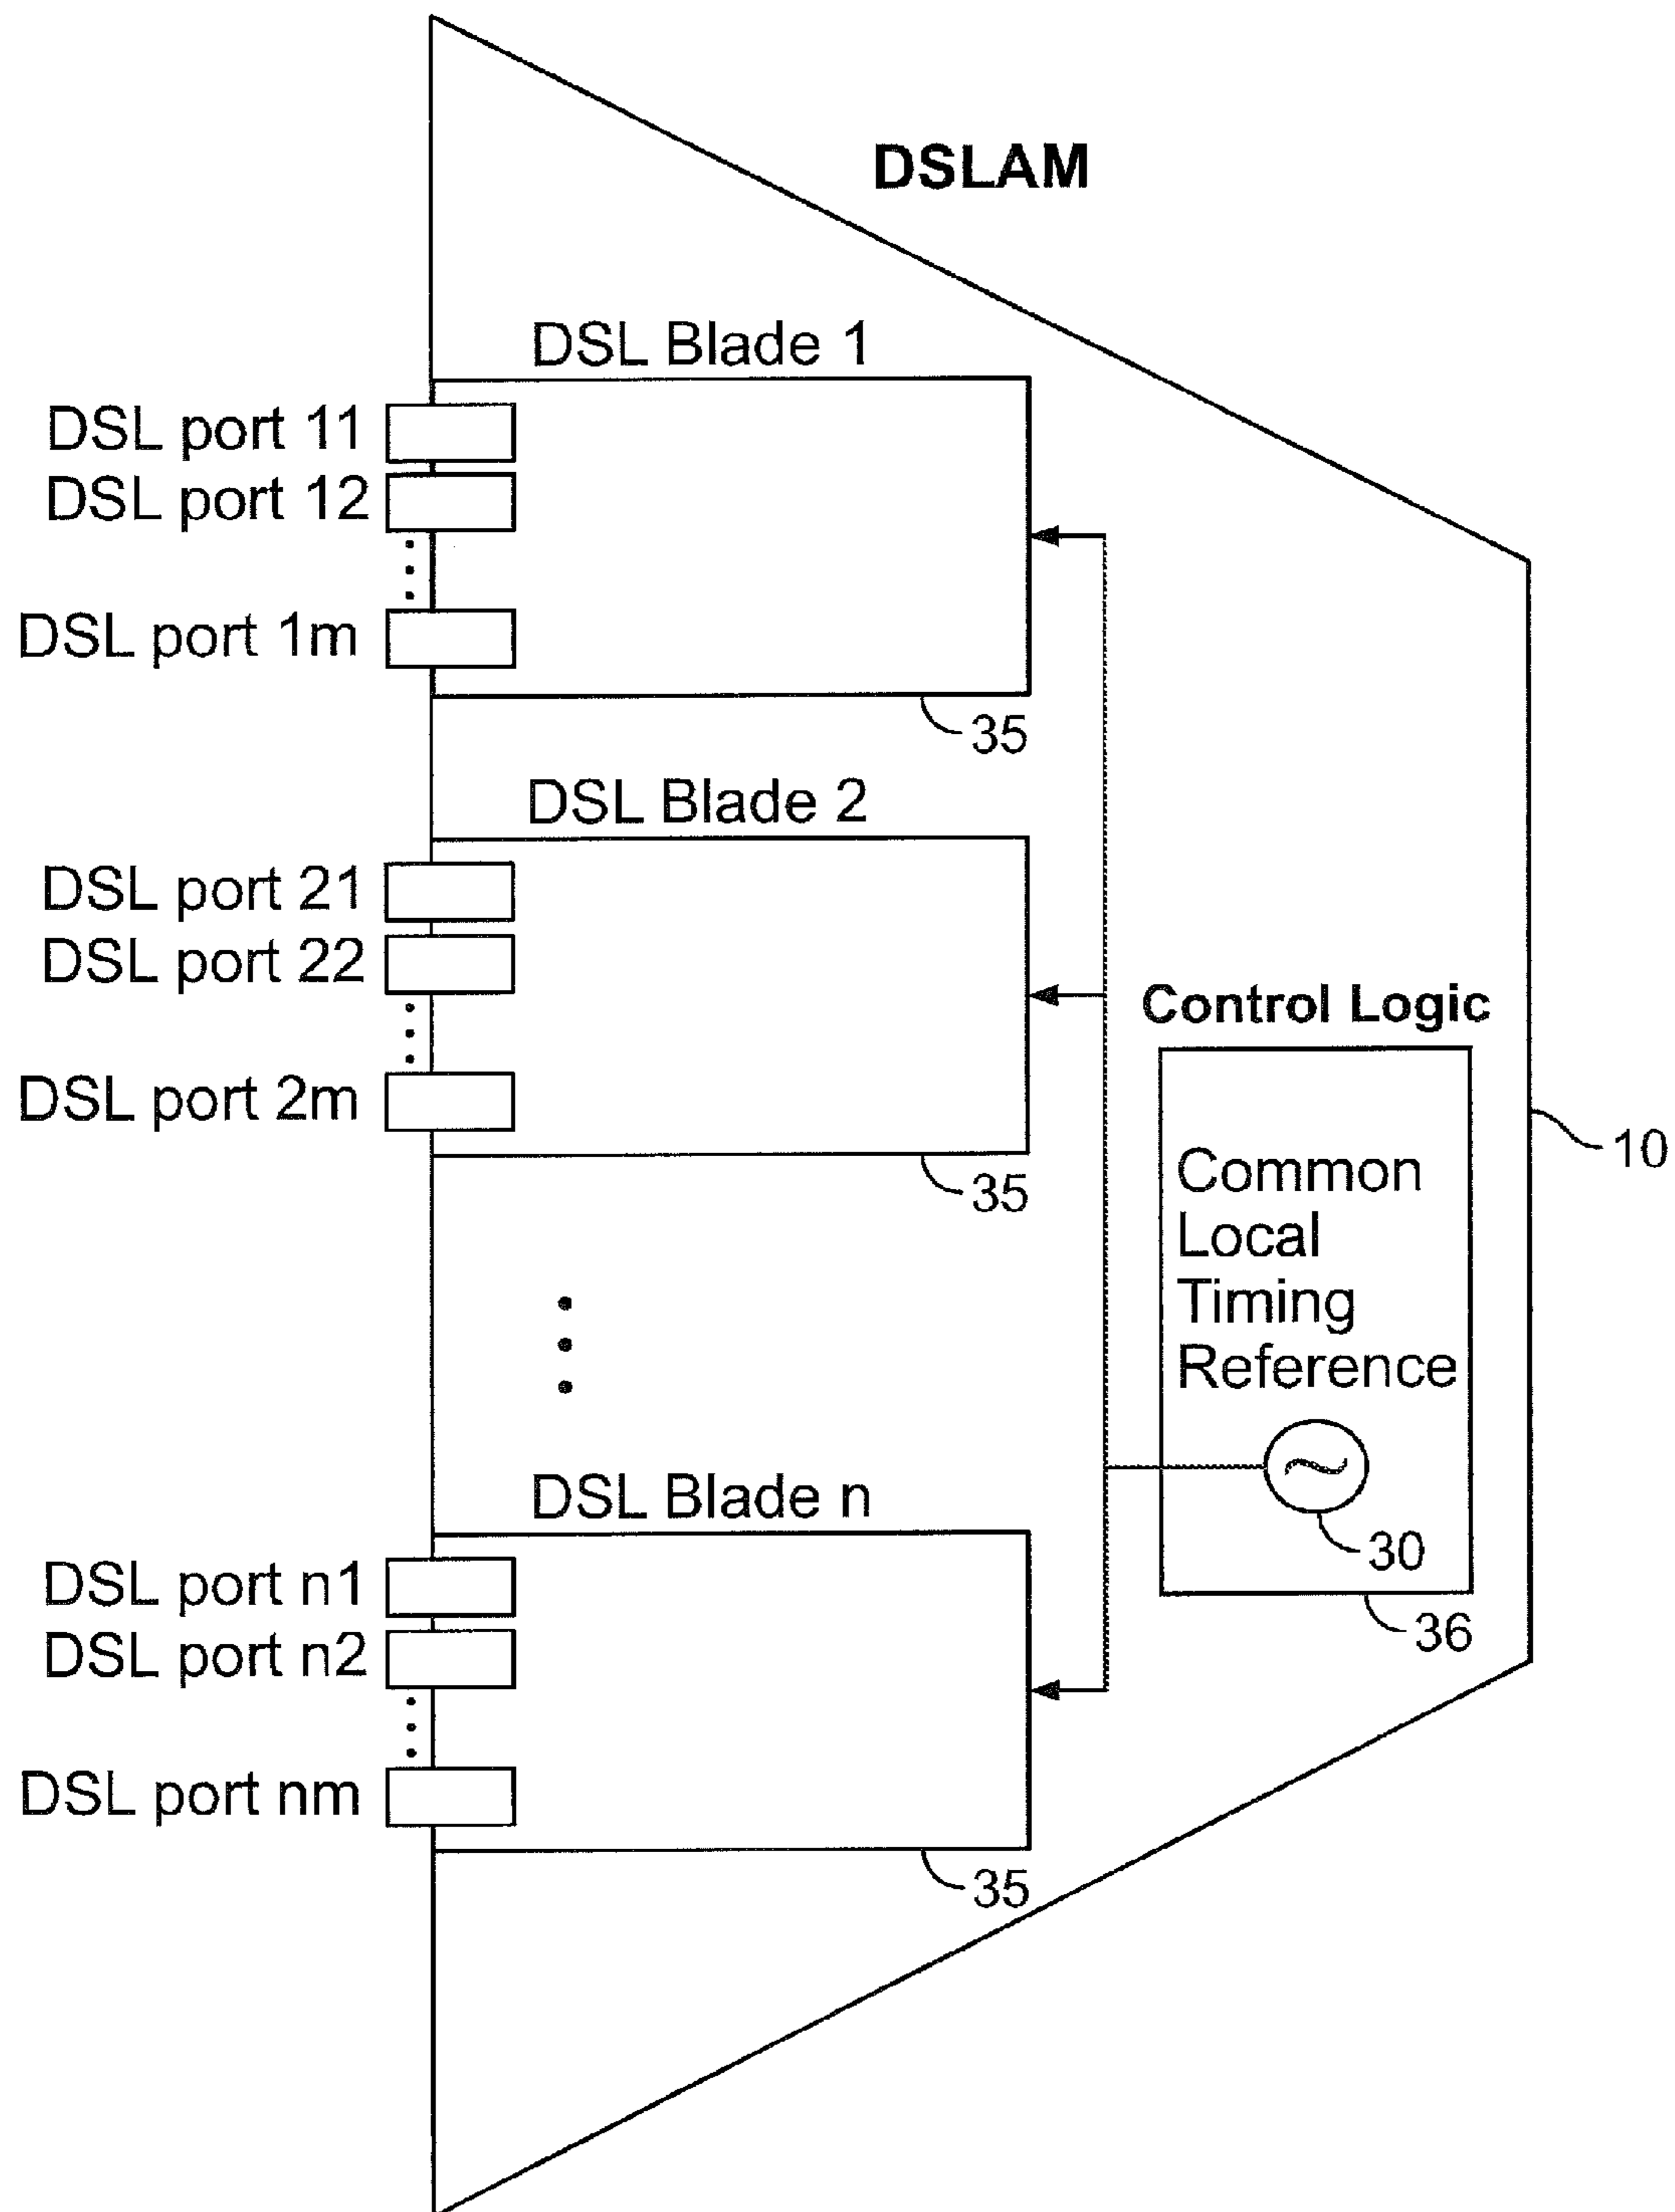 DSLAM
DSL Blade 1
DSL port 11
DSL port 12
DSL port 1m
35
DSL Blade 2
DSL port 21
DSL port 22
DSL port 2m
35
Control Logic
Common
Local
Timing
Reference
30
36
10
DSL Blade n
DSL port n1
DSL port n2
DSL port nm
35